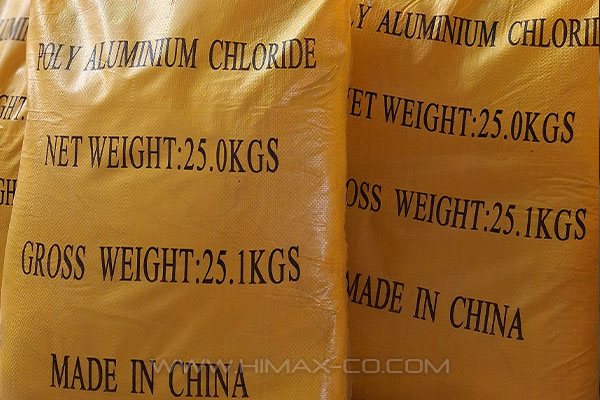 POLY ALUMINIUM CHLORIDE
NET WEIGHT:25.0KGS
GROSS WEIGHT:25.1KGS
MADE IN CHINA
Y ALUMINIUM CHLORID
ET WEIGHT:25.0KGS
OSS WEIGHT:25.1KGS
MADE IN CHINA
WWW.HIMAX-CO.COM